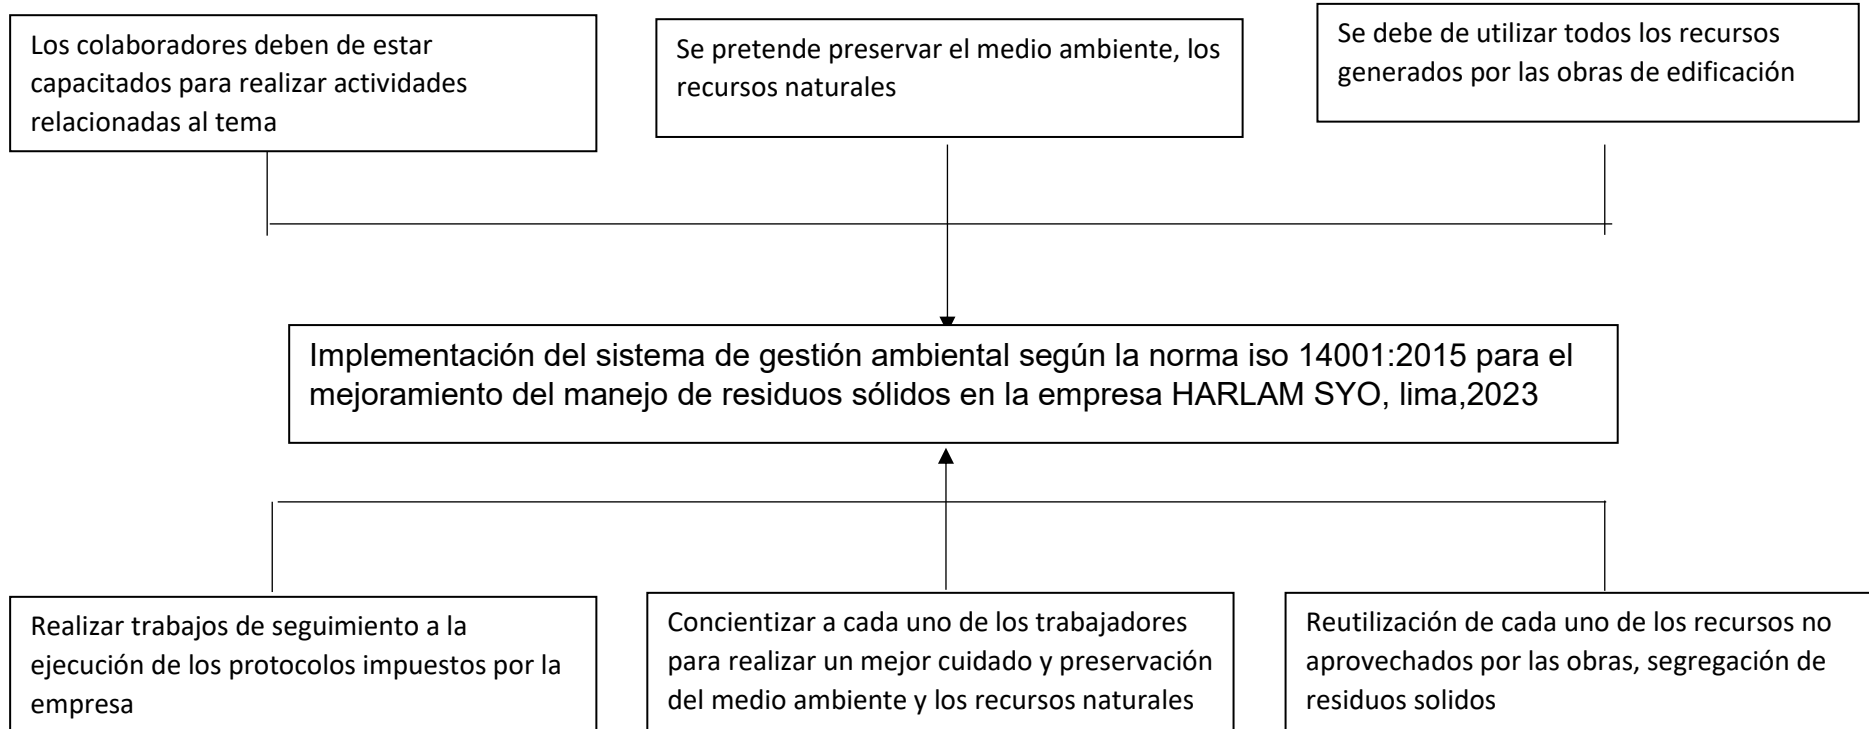 Los colaboradores deben de estar
capacitados para realizar actividades
relacionadas al tema
Se pretende preservar el medio ambiente, los
recursos naturales
Se debe de utilizar todos los recursos
generados por las obras de edificación
Implementación del sistema de gestión ambiental según la norma iso 14001:2015 para el
mejoramiento del manejo de residuos sólidos en la empresa HARLAM SYO, lima,2023
Realizar trabajos de seguimiento a la
ejecución de los protocolos impuestos por la
empresa
Concientizar a cada uno de los trabajadores
para realizar un mejor cuidado y preservación
del medio ambiente y los recursos naturales
Reutilización de cada uno de los recursos no
aprovechados por las obras, segregación de
residuos solidos